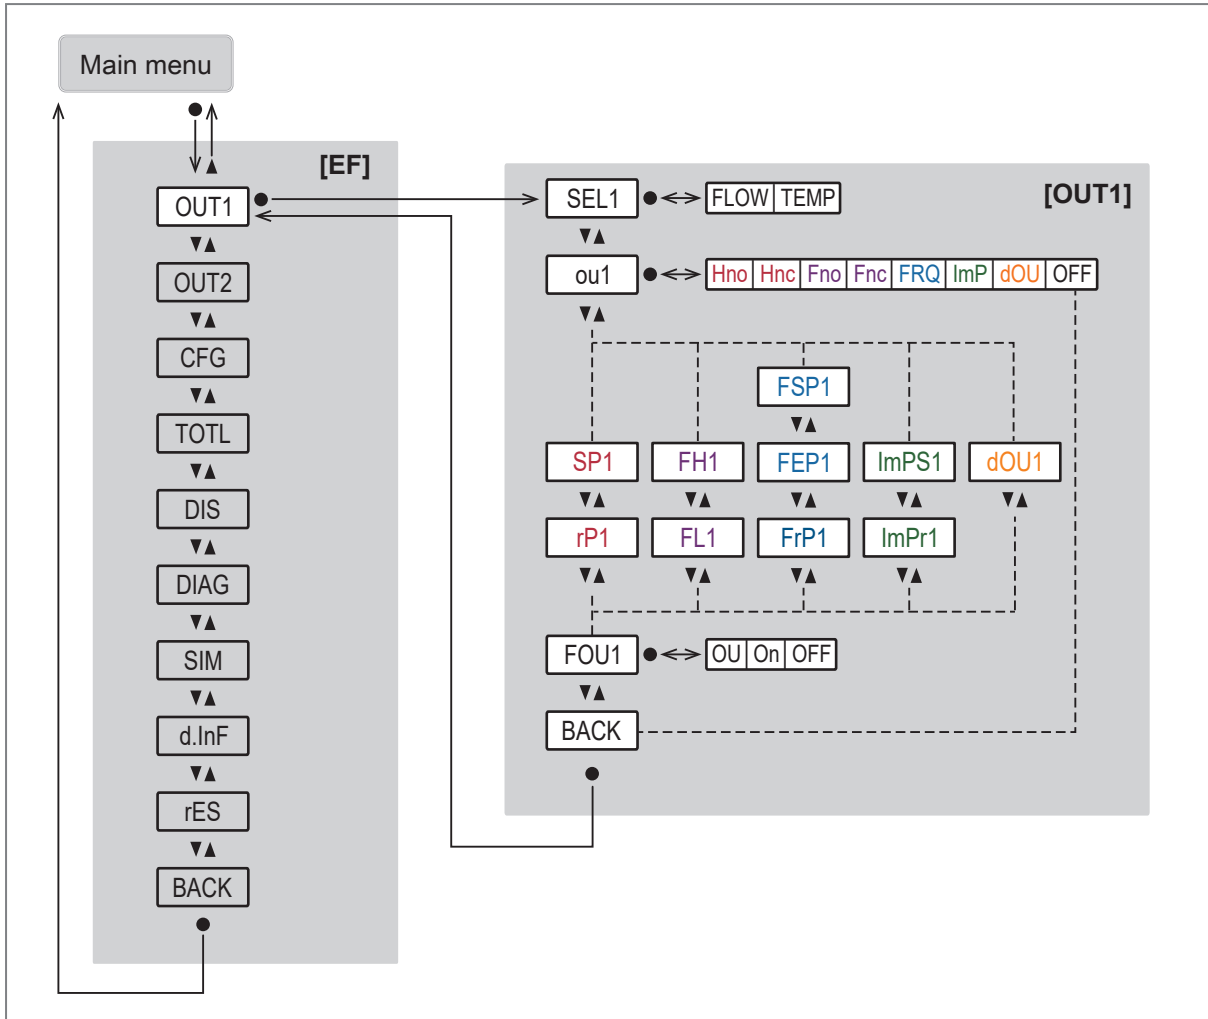 Main menu
[EF]
OUT1
OUT2
CFG
TOTL
DIS
DIAG
SIM
d.InF
rES
BACK
[OUT1]
SEL1
FLOW TEMP
ou1
Hno Hnc Fno Fnc FRQ ImP dOU OFF
FSP1
SP1 FH1 FEP1 ImPS1 dOU1
rP1 FL1 FrP1 ImPr1
FOU1
OU On OFF
BACK